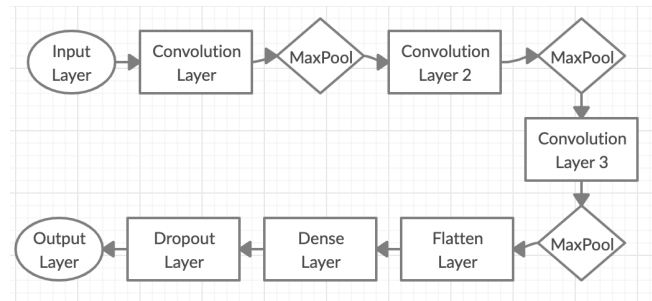 Input
Layer
Convolution
Layer
MaxPool
Convolution
Layer 2
MaxPool
Convolution
Layer 3
MaxPool
Flatten
Layer
Dense
Layer
Dropout
Layer
Output
Layer